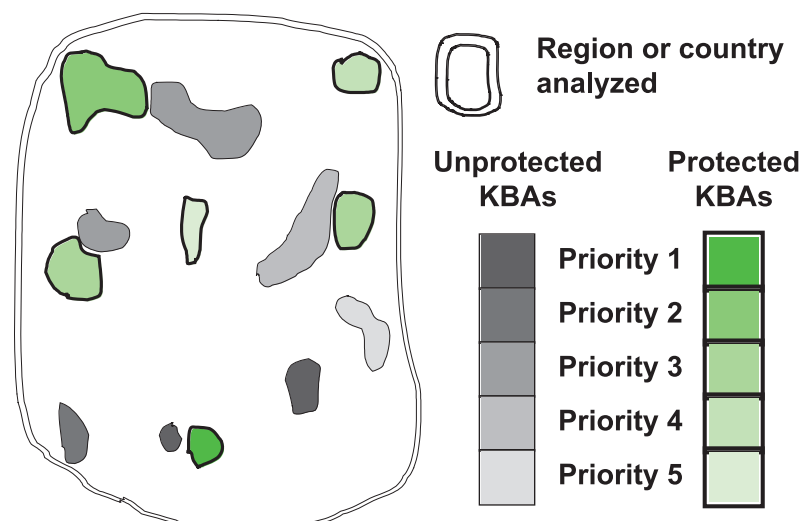 Region or country
analyzed
Unprotected
KBAs
Protected
KBAs
Priority 1
Priority 2
Priority 3
Priority 4
Priority 5